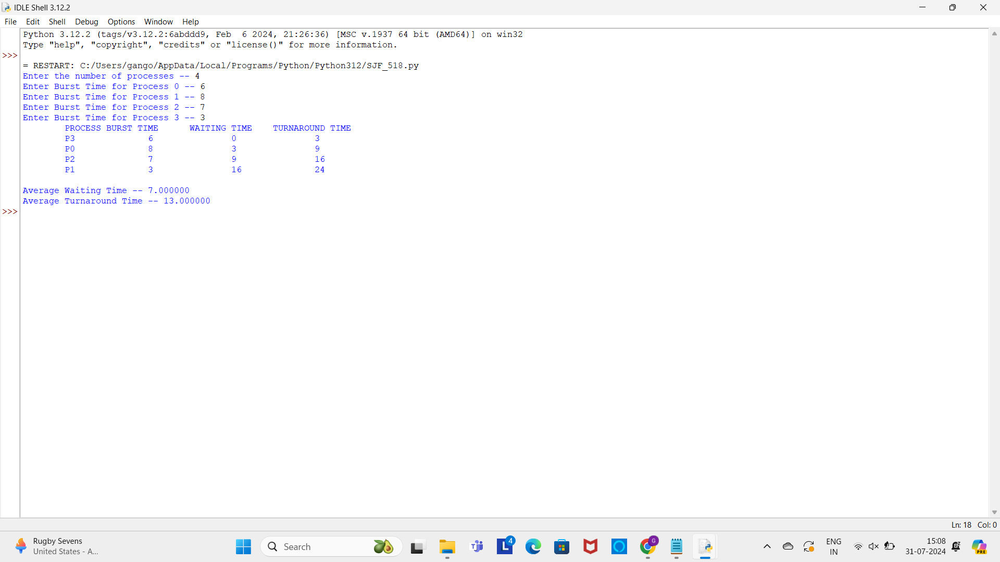 IDLE Shell 3.12.2
File Edit Shell Debug Options Window Help
Python 3.12.2 (tags/v3.12.2:6abddd9, Feb  6 2024, 21:26:36) [MSC v.1937 64 bit (AMD64)] on win32
Type "help", "copyright", "credits" or "license()" for more information.
>>>
= RESTART: C:/Users/gango/AppData/Local/Programs/Python/Python312/SJF_518.py
Enter the number of processes -- 4
Enter Burst Time for Process 0 -- 6
Enter Burst Time for Process 1 -- 8
Enter Burst Time for Process 2 -- 7
Enter Burst Time for Process 3 -- 3
PROCESS BURST TIME      WAITING TIME    TURNAROUND TIME
P3              6               0               3
P0              8               3               9
P2              7               9               16
P1              3               16              24
Average Waiting Time -- 7.000000
Average Turnaround Time -- 13.000000
>>>
Ln: 18 Col: 0
Rugby Sevens
United States - A...
Search
4
G
ENG
IN
15:08
31-07-2024
PRE